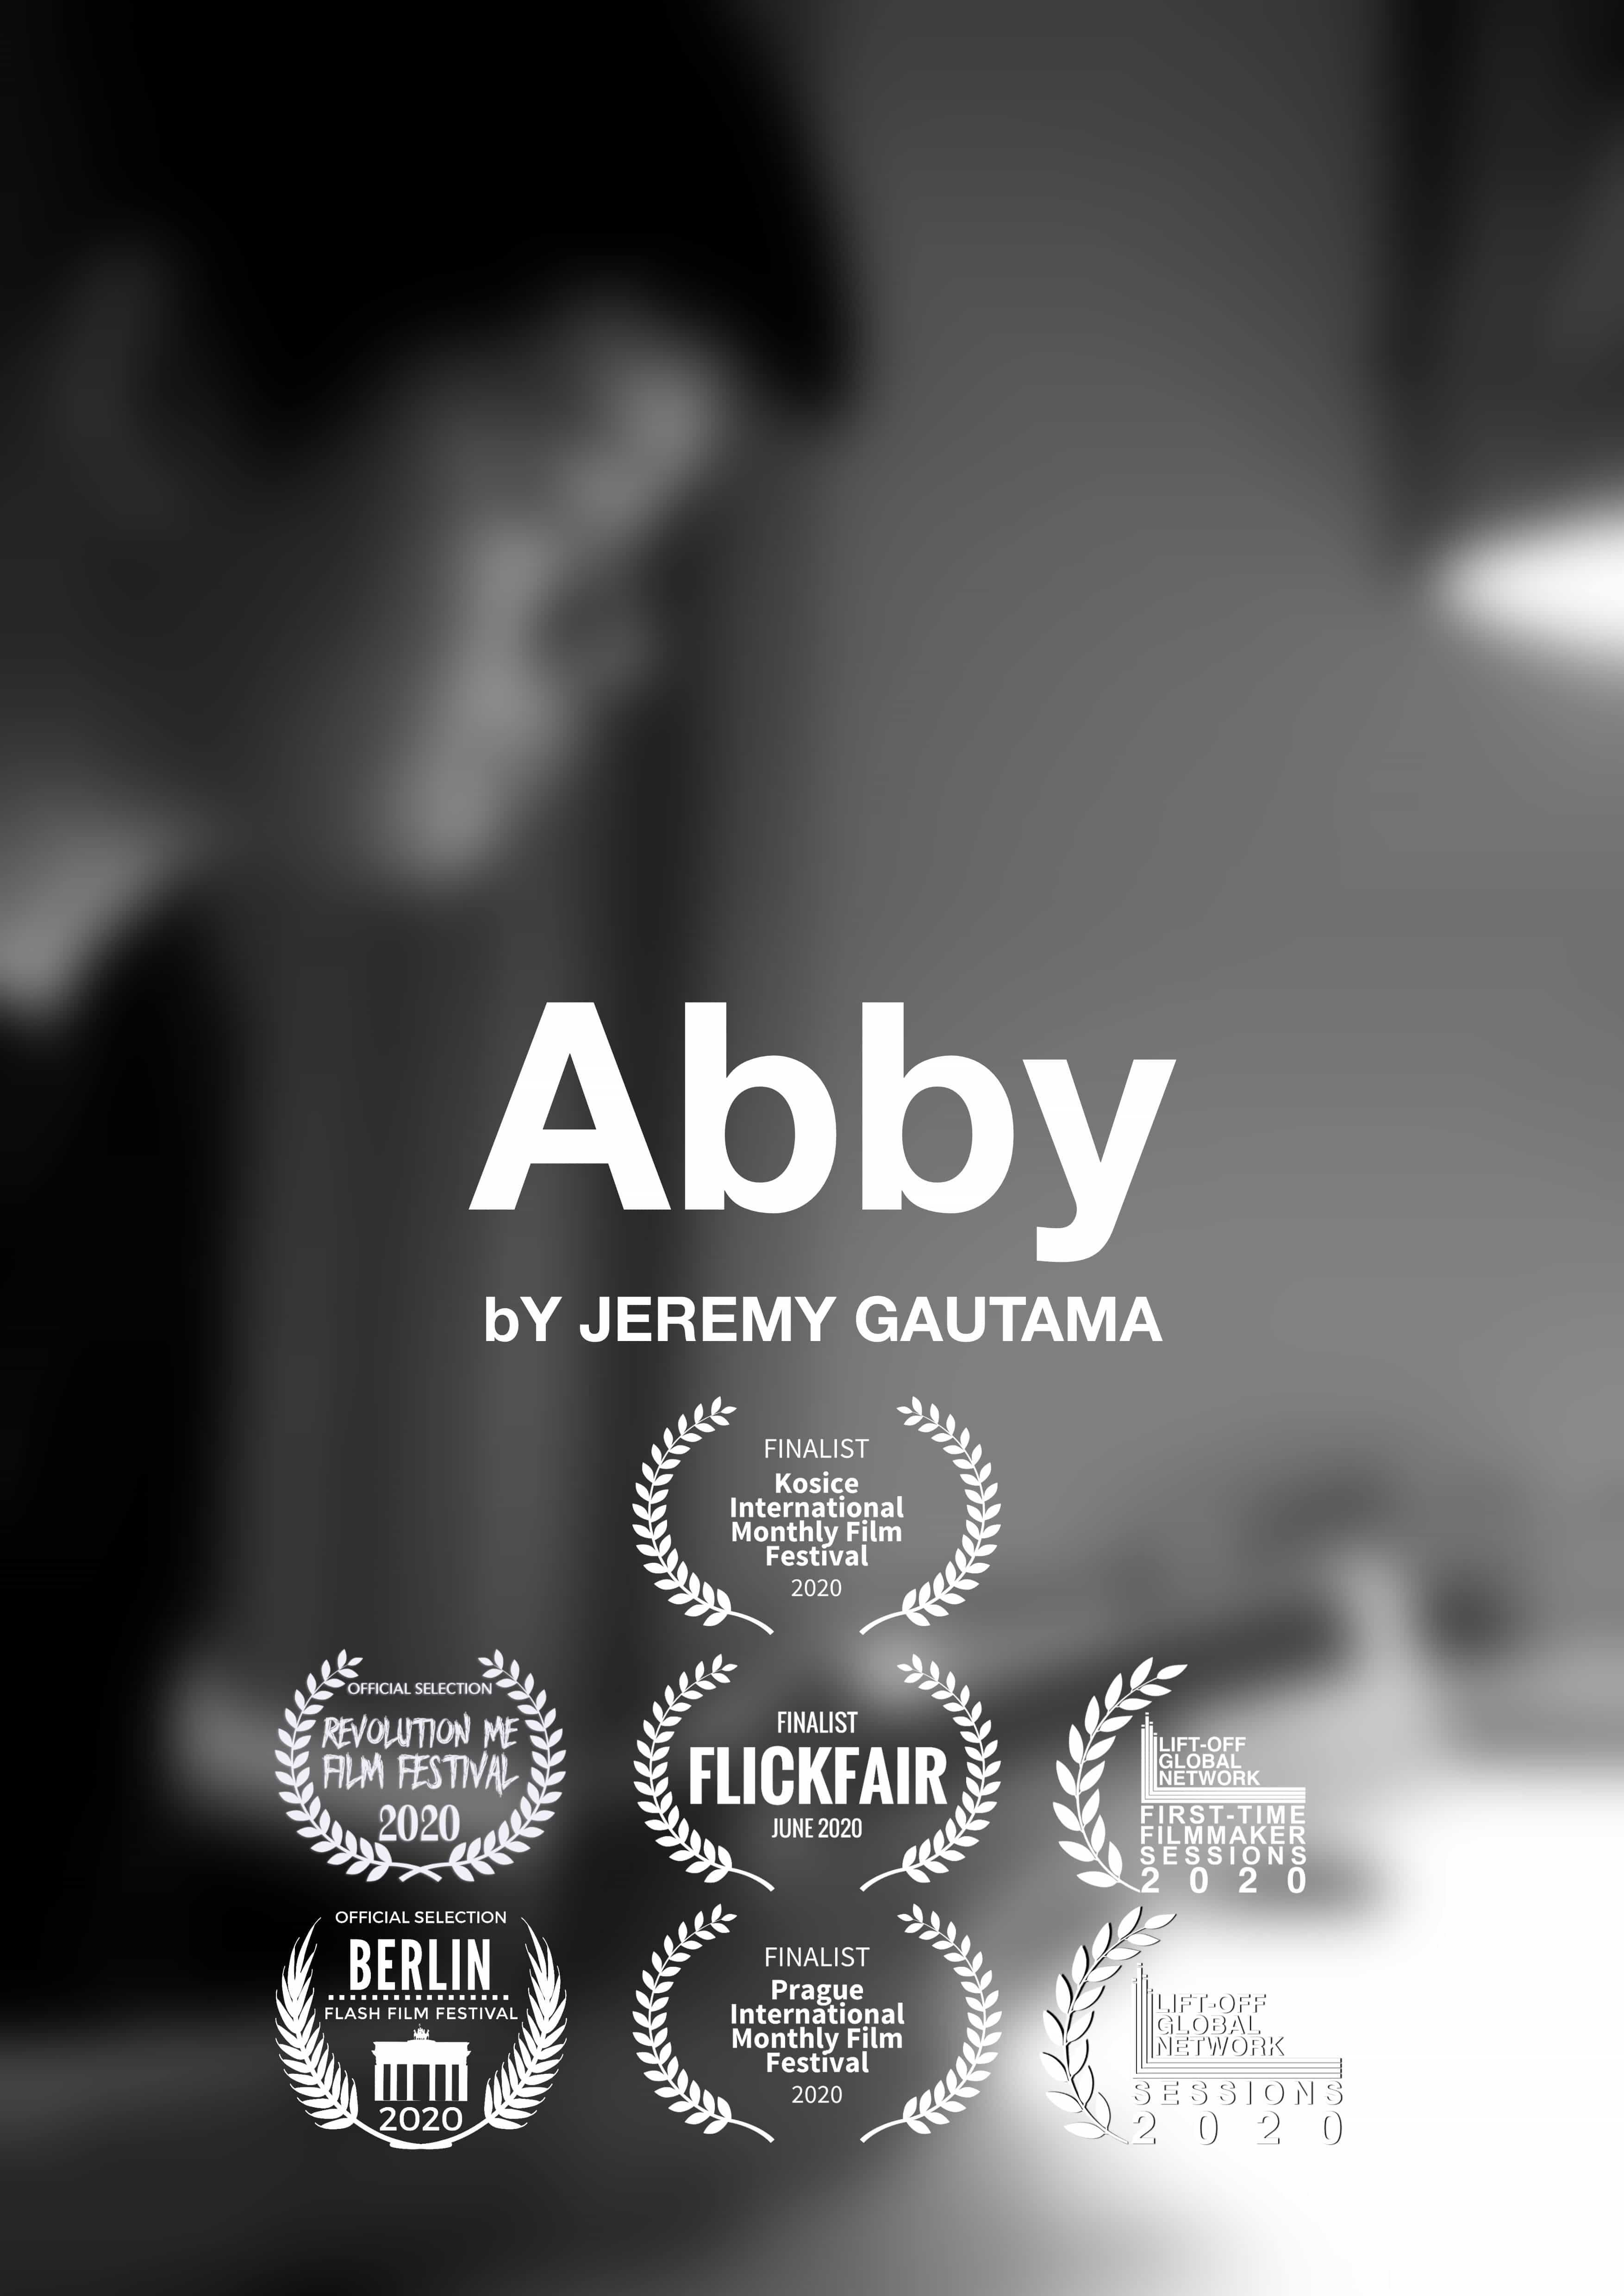 Abby
bY JEREMY GAUTAMA
FINALIST
Kosice
International
Monthly Film
Festival
2020
OFFICIAL SELECTION
REVOLUTION ME
FILM FESTIVAL
2020
FINALIST
FLICKFAIR
JUNE 2020
LIFT-OFF
GLOBAL
NETWORK
FIRST-TIME
FILMMAKER
SESSIONS
2020
OFFICIAL SELECTION
BERLIN
FLASH FILM FESTIVAL
2020
FINALIST
Prague
International
Monthly Film
Festival
2020
LIFT-OFF
GLOBAL
NETWORK
SESSIONS
2020